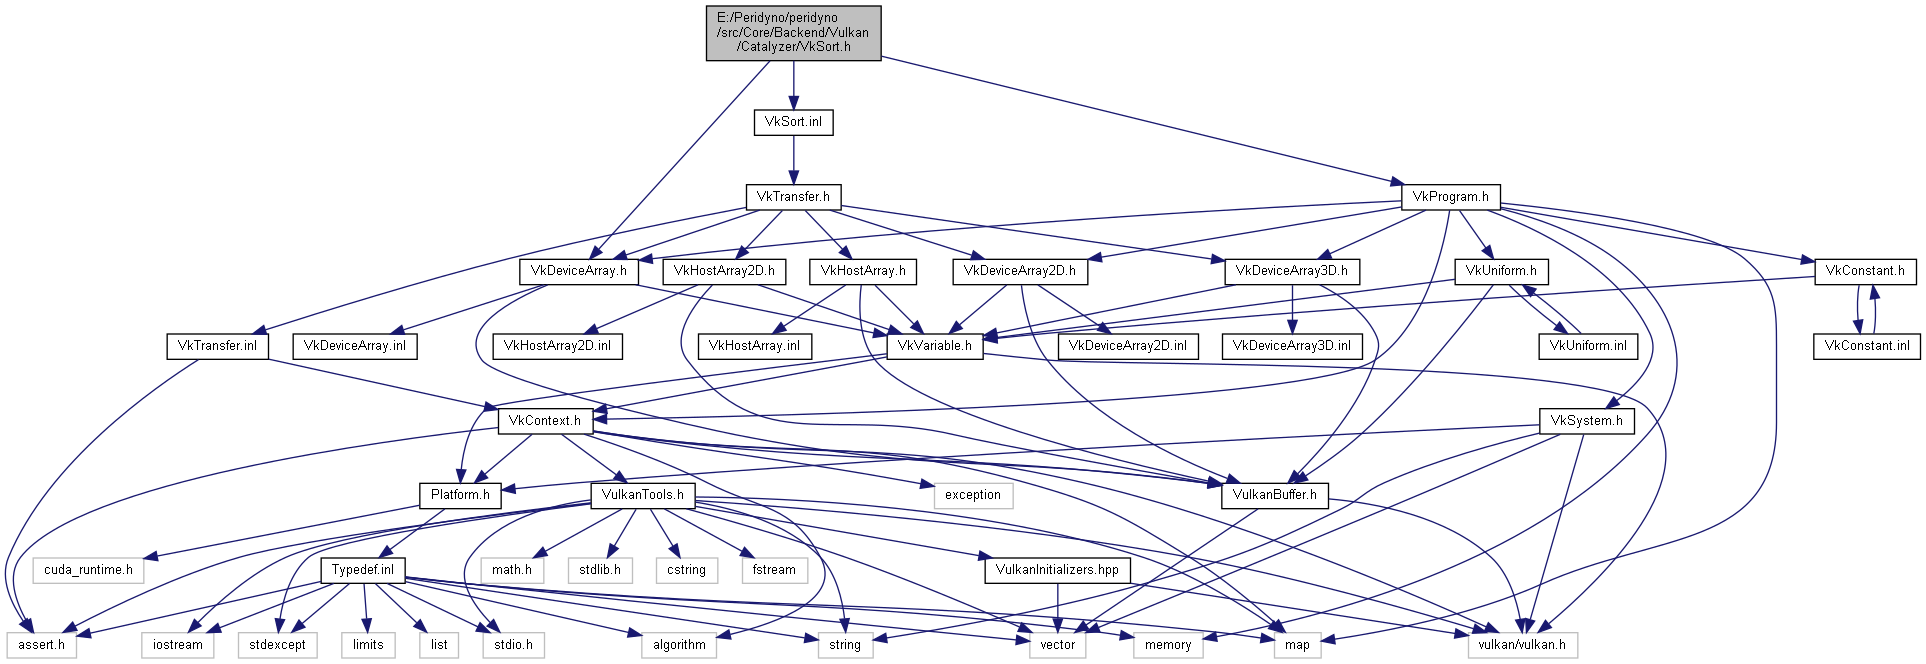 E:/Peridyno/peridyno
/src/Core/Backend/Vulkan
/Catalyzer/VkSort.h
VkSort.inl
VkTransfer.h
VkProgram.h
VkDeviceArray.h
VkHostArray2D.h
VkHostArray.h
VkDeviceArray2D.h
VkDeviceArray3D.h
VkUniform.h
VkConstant.h
VkTransfer.inl
VkDeviceArray.inl
VkHostArray2D.inl
VkHostArray.inl
VkVariable.h
VkDeviceArray2D.inl
VkDeviceArray3D.inl
VkUniform.inl
VkConstant.inl
VkContext.h
VkSystem.h
Platform.h
VulkanTools.h
exception
VulkanBuffer.h
cuda_runtime.h
Typedef.inl
math.h
stdlib.h
cstring
fstream
VulkanInitializers.hpp
assert.h
iostream
stdexcept
limits
list
stdio.h
algorithm
string
vector
memory
map
vulkan/vulkan.h